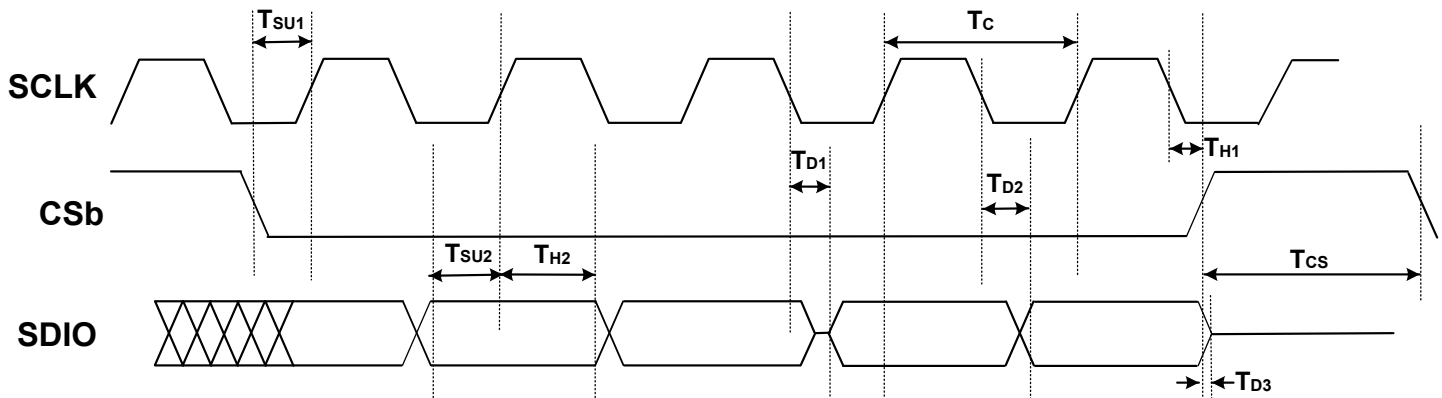 TSU1
TC
SCLK
TH1
TD1
TD2
CSb
TSU2
TH2
TCS
SDIO
TD3